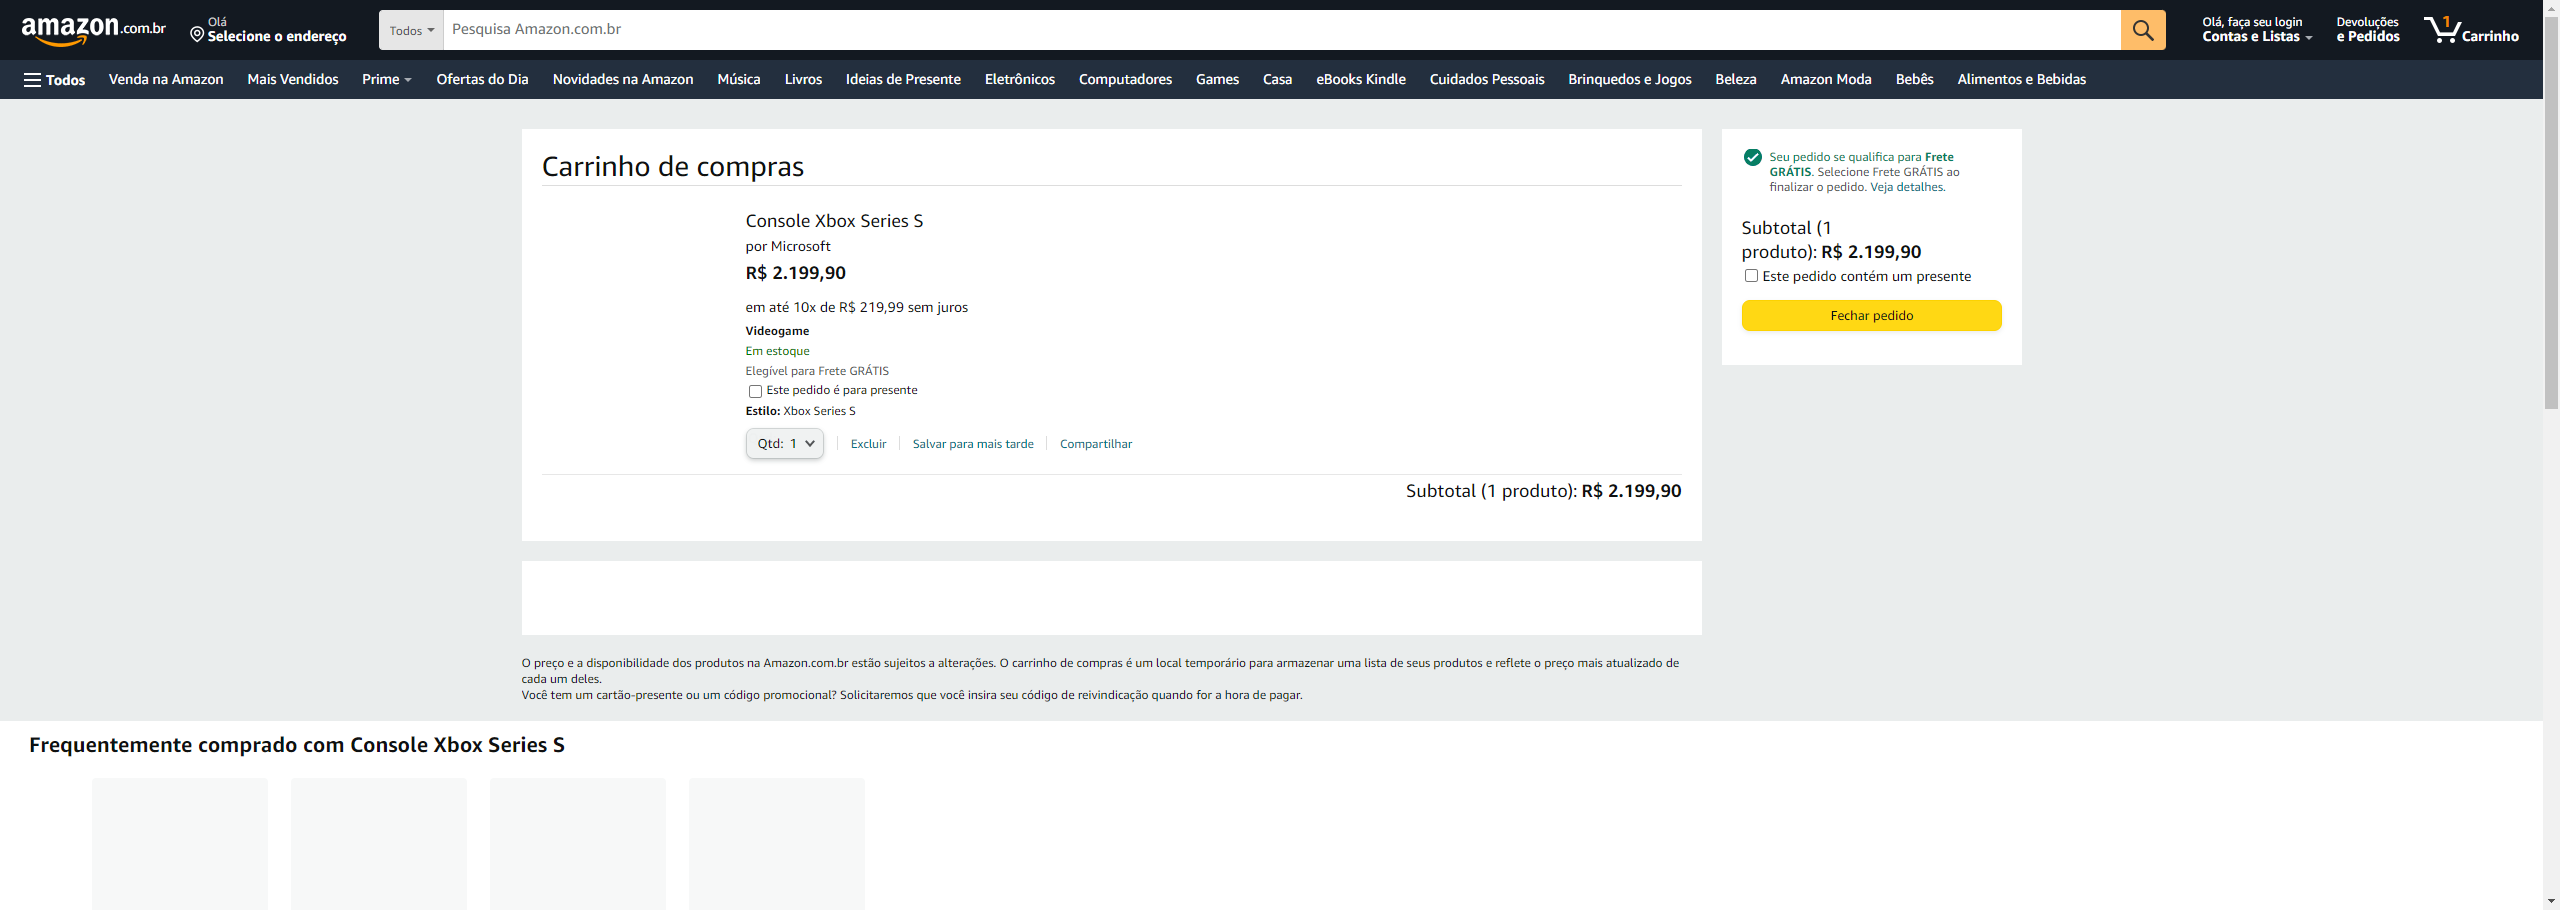 amazon.com.br
Olá
Selecione o endereço
Todos
Pesquisa Amazon.com.br
Olá, faça seu login
Contas e Listas
Devoluções
e Pedidos
1
Carrinho
Todos
Venda na Amazon
Mais Vendidos
Prime
Ofertas do Dia
Novidades na Amazon
Música
Livros
Ideias de Presente
Eletrônicos
Computadores
Games
Casa
eBooks Kindle
Cuidados Pessoais
Brinquedos e Jogos
Beleza
Amazon Moda
Bebês
Alimentos e Bebidas
Carrinho de compras
Console Xbox Series S
por Microsoft
R$ 2.199,90
em até 10x de R$ 219,99 sem juros
Videogame
Em estoque
Elegível para Frete GRÁTIS
Este pedido é para presente
Estilo: Xbox Series S
Qtd: 1
Excluir
Salvar para mais tarde
Compartilhar
Subtotal (1 produto): R$ 2.199,90
Seu pedido se qualifica para Frete
GRÁTIS. Selecione Frete GRÁTIS ao
finalizar o pedido. Veja detalhes.
Subtotal (1
produto): R$ 2.199,90
Este pedido contém um presente
Fechar pedido
O preço e a disponibilidade dos produtos na Amazon.com.br estão sujeitos a alterações. O carrinho de compras é um local temporário para armazenar uma lista de seus produtos e reflete o preço mais atualizado de
cada um deles.
Você tem um cartão-presente ou um código promocional? Solicitaremos que você insira seu código de reivindicação quando for a hora de pagar.
Frequentemente comprado com Console Xbox Series S